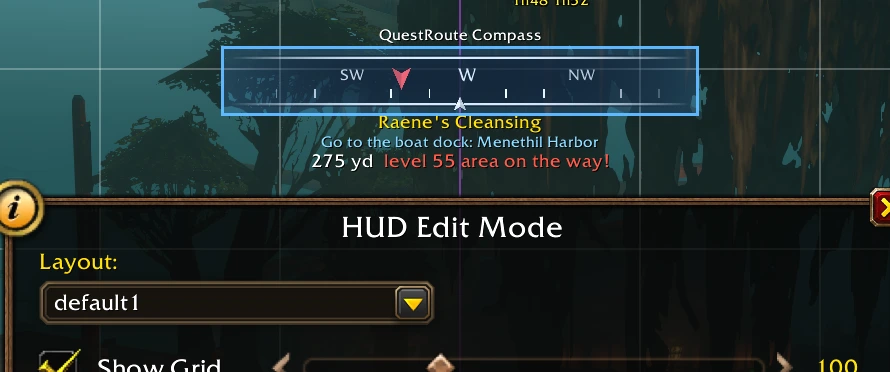 QuestRoute Compass
SW W NW
Raene's Cleansing
Go to the boat dock: Menethil Harbor
275 yd level 55 area on the way!
HUD Edit Mode
Layout:
default1
Show Grid
100